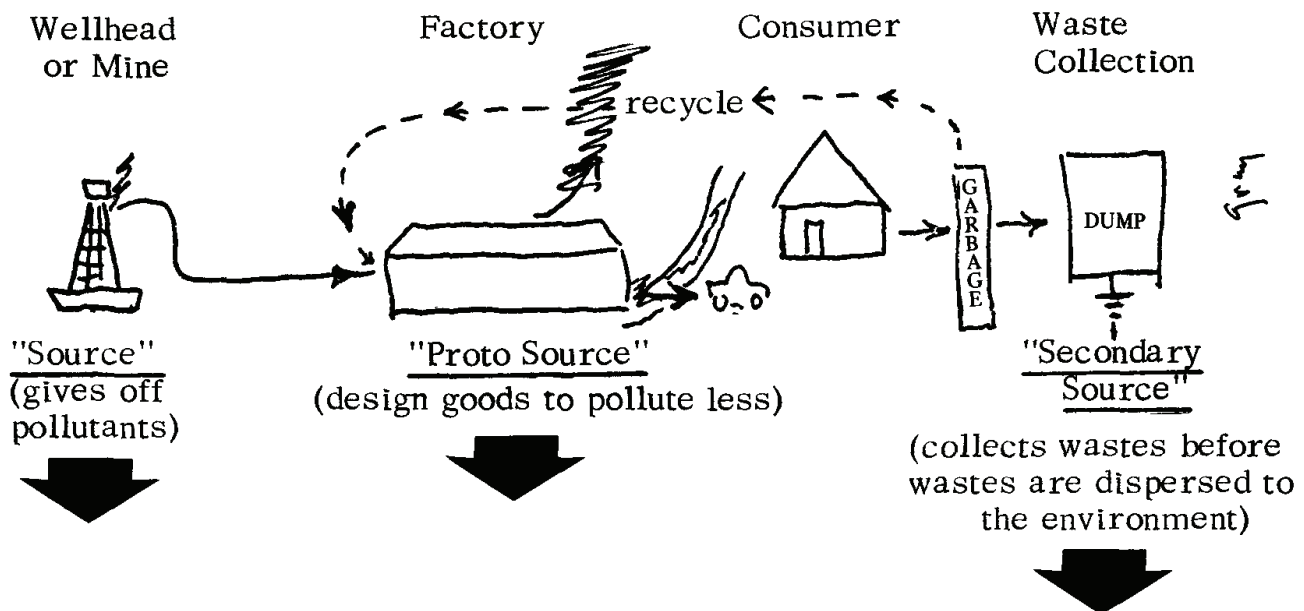 Wellhead
or Mine
Factory
Consumer
Waste
Collection
recycle
GARBAGE
DUMP
"Source"
(gives off
pollutants)
"Proto Source"
(design goods to pollute less)
"Secondary
Source"
(collects wastes before
wastes are dispersed to
the environment)